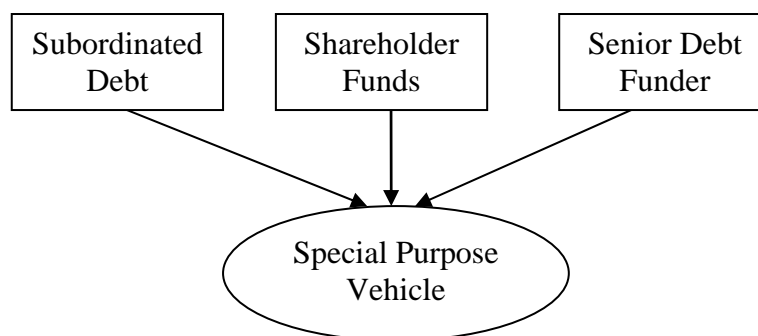 Subordinated
Debt
Shareholder
Funds
Senior Debt
Funder
Special Purpose
Vehicle